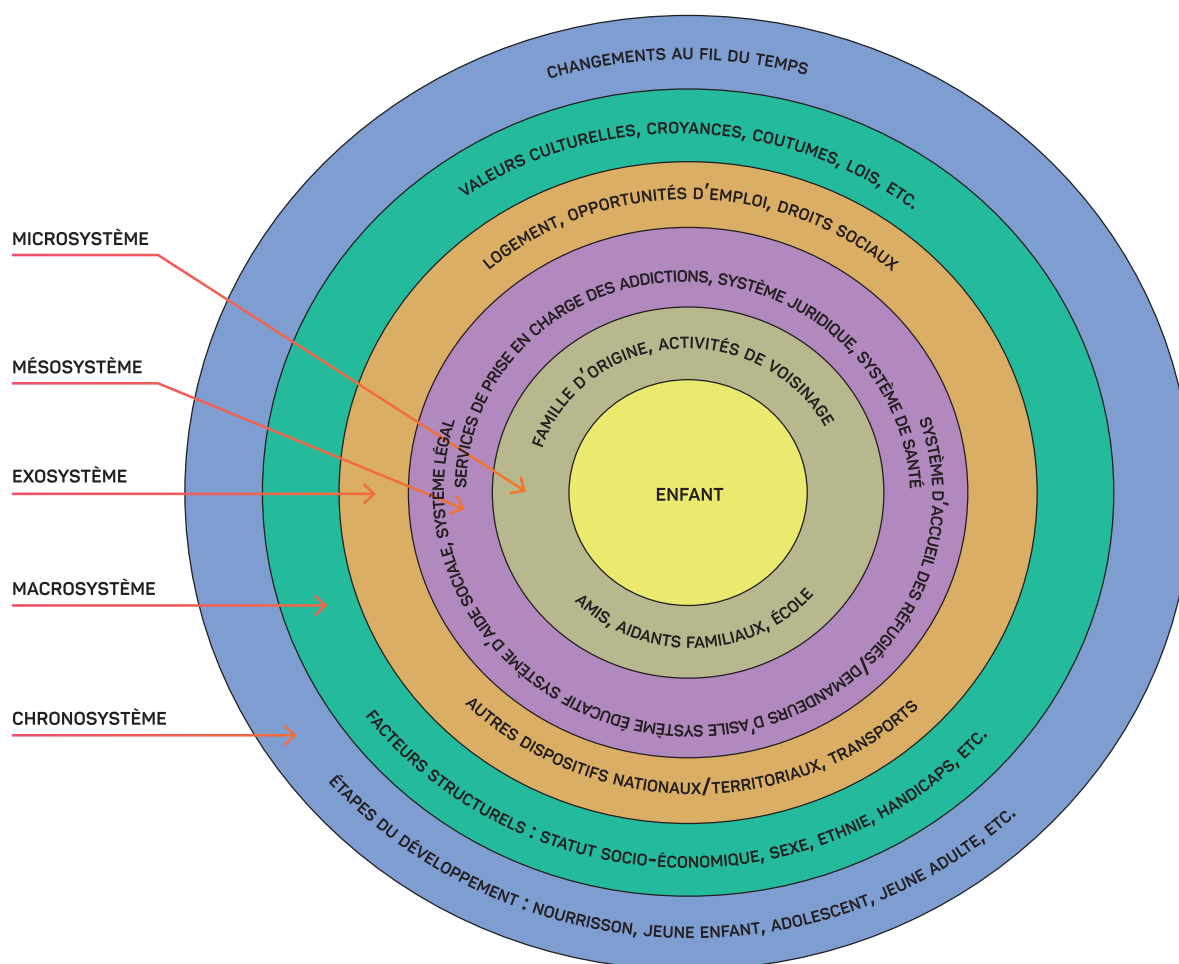 CHANGEMENTS AU FIL DU TEMPS
VALEURS CULTURELLES, CROYANCES, COUTUMES, LOIS, ETC.
LOGEMENT, OPPORTUNITÉS D'EMPLOI, DROITS SOCIAUX
SERVICES DE PRISE EN CHARGE DES ADDICTIONS, SYSTÈME JURIDIQUE, SYSTÈME DE SANTÉ
FAMILLE D'ORIGINE, ACTIVITÉS DE VOISINAGE
ENFANT
AMIS, AIDANTS FAMILIAUX, ÉCOLE
SYSTÈME D'ACCUEIL DES RÉFUGIÉS/DEMANDEURS D'ASILE SYSTÈME ÉDUCATIF SYSTÈME D'AIDE SOCIALE, SYSTÈME LÉGAL
AUTRES DISPOSITIFS NATIONAUX/TERRITORIAUX, TRANSPORTS
FACTEURS STRUCTURELS : STATUT SOCIO-ÉCONOMIQUE, SEXE, ETHNIE, HANDICAPS, ETC.
ÉTAPES DU DÉVELOPPEMENT : NOURRISSON, JEUNE ENFANT, ADOLESCENT, JEUNE ADULTE, ETC.
MICROSYSTÈME
MÉSOSYSTÈME
EXOSYSTÈME
MACROSYSTÈME
CHRONOSYSTÈME